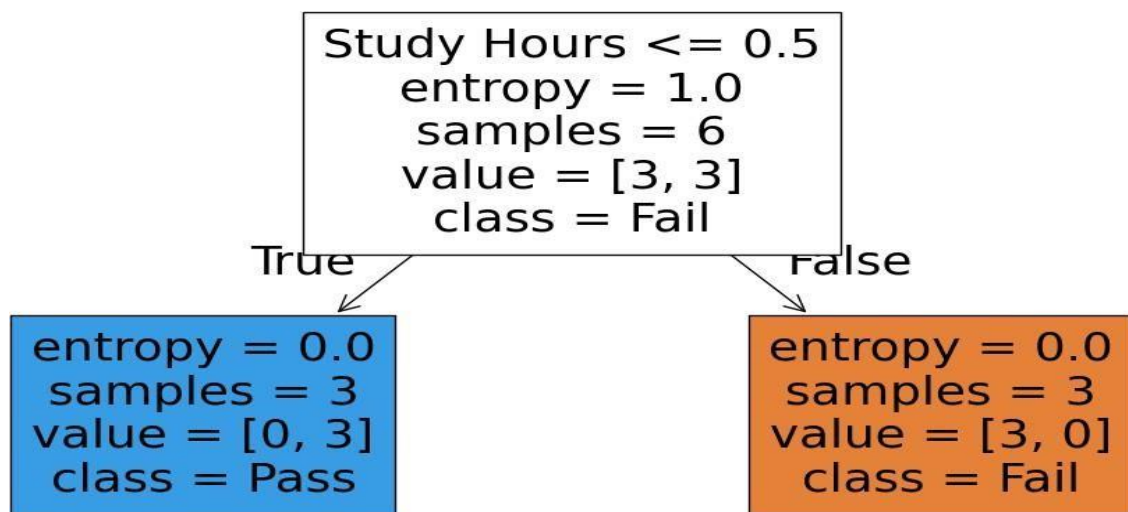 Study Hours <= 0.5
entropy = 1.0
samples = 6
value = [3, 3]
class = Fail
True
False
entropy = 0.0
samples = 3
value = [0, 3]
class = Pass
entropy = 0.0
samples = 3
value = [3, 0]
class = Fail